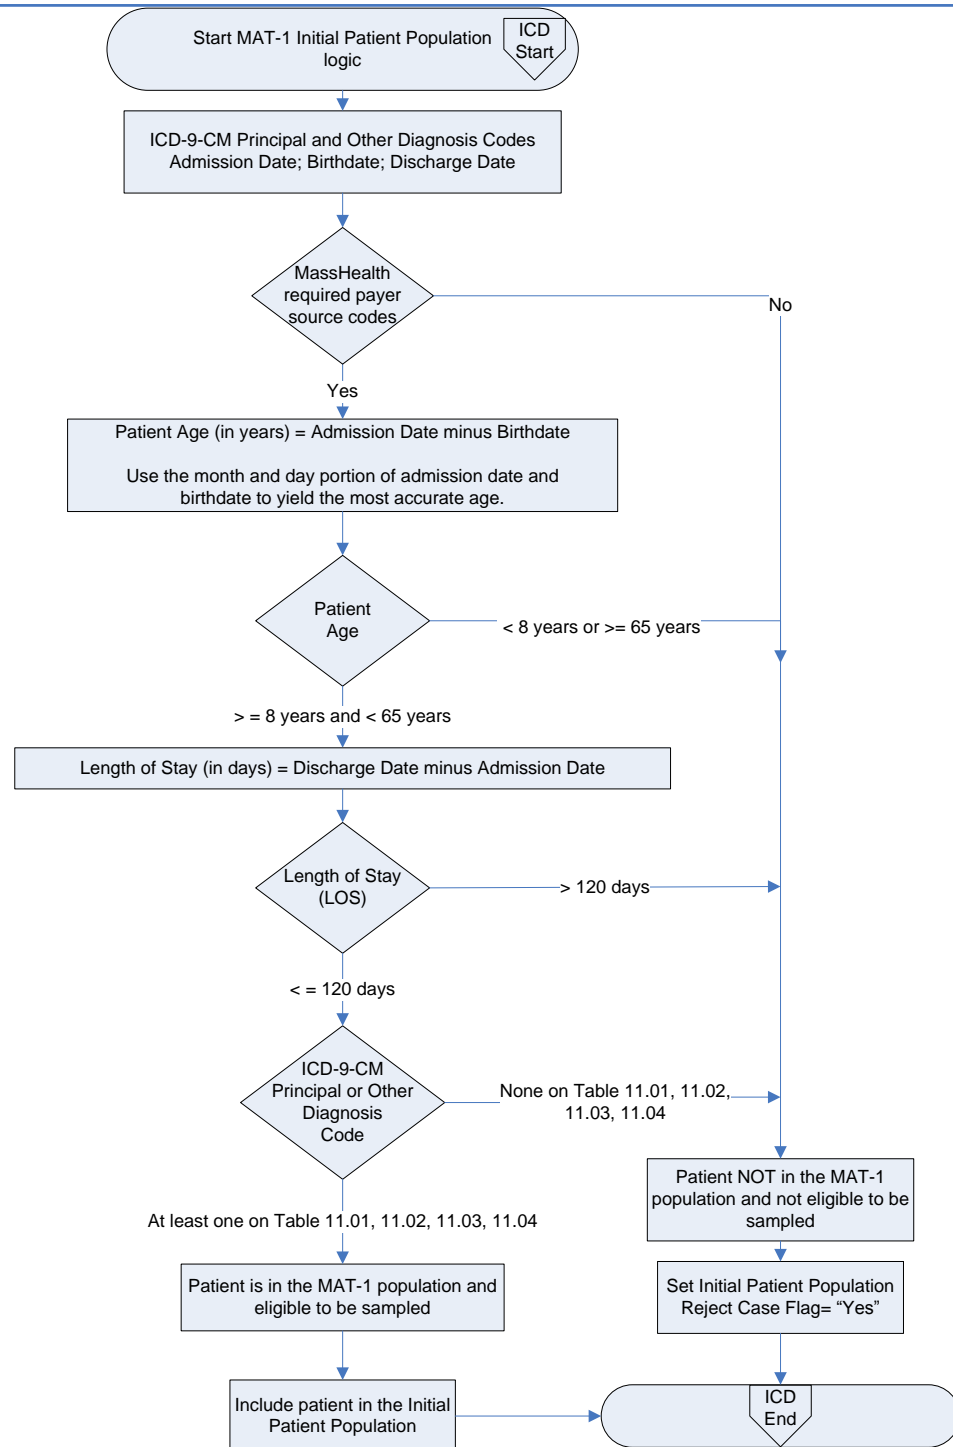 Start MAT-1 Initial Patient Population
logic
ICD
Start
ICD-9-CM Principal and Other Diagnosis Codes
Admission Date; Birthdate; Discharge Date
MassHealth
required payer
source codes
No
Yes
Patient Age (in years) = Admission Date minus Birthdate
Use the month and day portion of admission date and
birthdate to yield the most accurate age.
Patient
Age
< 8 years or >= 65 years
> = 8 years and < 65 years
Length of Stay (in days) = Discharge Date minus Admission Date
Length of Stay
(LOS)
> 120 days
< = 120 days
ICD-9-CM
Principal or Other
Diagnosis
Code
None on Table 11.01, 11.02,
11.03, 11.04
At least one on Table 11.01, 11.02, 11.03, 11.04
Patient NOT in the MAT-1
population and not eligible to be
sampled
Patient is in the MAT-1 population and
eligible to be sampled
Set Initial Patient Population
Reject Case Flag= “Yes”
Include patient in the Initial
Patient Population
ICD
End